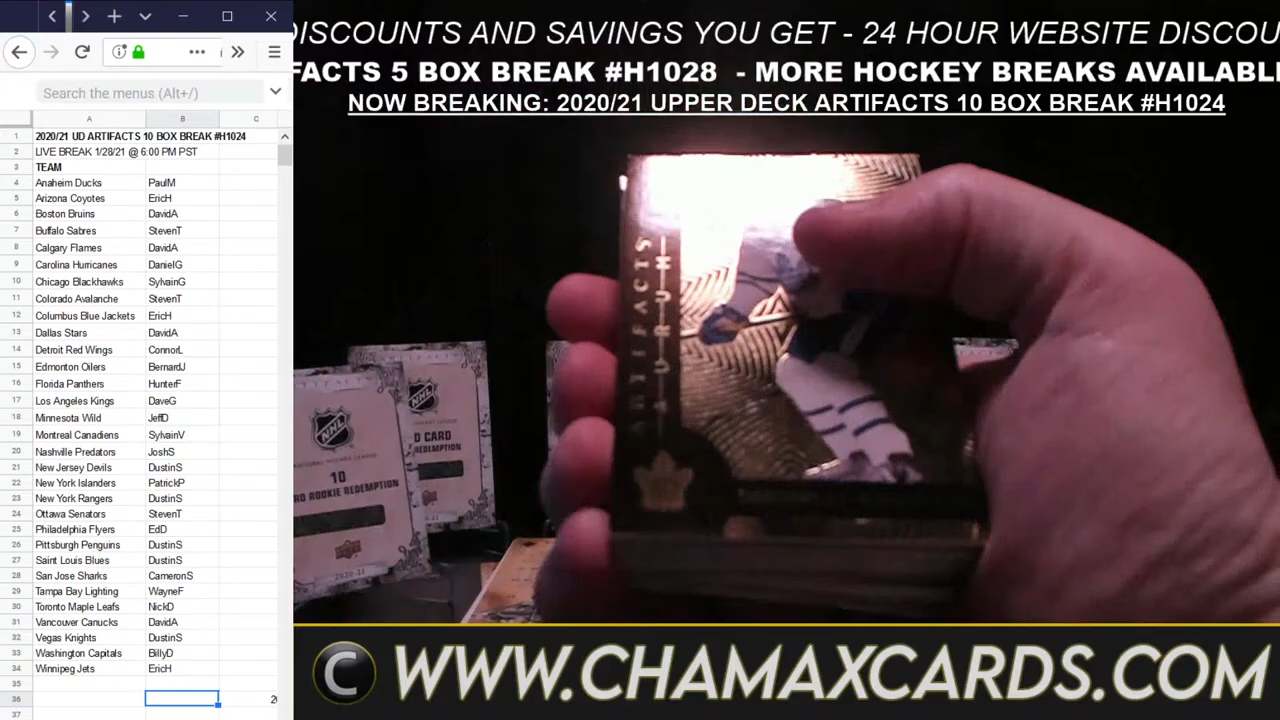 DISCOUNTS AND SAVINGS YOU GET - 24 HOUR WEBSITE DISCOU
FACTS 5 BOX BREAK #H1028 - MORE HOCKEY BREAKS AVAILABL
NOW BREAKING: 2020/21 UPPER DECK ARTIFACTS 10 BOX BREAK #H1024
Search the menus (Alt+/)
A B C
1 2020/21 UD ARTIFACTS 10 BOX BREAK #H1024
2 LIVE BREAK 1/28/21 @ 6:00 PM PST
3 TEAM
4 Anaheim Ducks PaulM
5 Arizona Coyotes EricH
6 Boston Bruins DavidA
7 Buffalo Sabres StevenT
8 Calgary Flames DavidA
9 Carolina Hurricanes DanielG
10 Chicago Blackhawks SylvainG
11 Colorado Avalanche StevenT
12 Columbus Blue Jackets EricH
13 Dallas Stars DavidA
14 Detroit Red Wings ConnorL
15 Edmonton Oilers BernardJ
16 Florida Panthers HunterF
17 Los Angeles Kings DaveG
18 Minnesota Wild JeffD
19 Montreal Canadiens SylvainV
20 Nashville Predators JoshS
21 New Jersey Devils DustinS
22 New York Islanders PatrickP
23 New York Rangers DustinS
24 Ottawa Senators StevenT
25 Philadelphia Flyers EdD
26 Pittsburgh Penguins DustinS
27 Saint Louis Blues DustinS
28 San Jose Sharks CameronS
29 Tampa Bay Lighting WayneF
30 Toronto Maple Leafs NickD
31 Vancouver Canucks DavidA
32 Vegas Knights DustinS
33 Washington Capitals BillyD
34 Winnipeg Jets EricH
35
36 20
37
ARTIFACTS
AURUM
NHL
10
RO ROOKIE REDEMPTION
2020-21
NHL
D CARD
REDEMPTION
C WWW.CHAMAXCARDS.COM